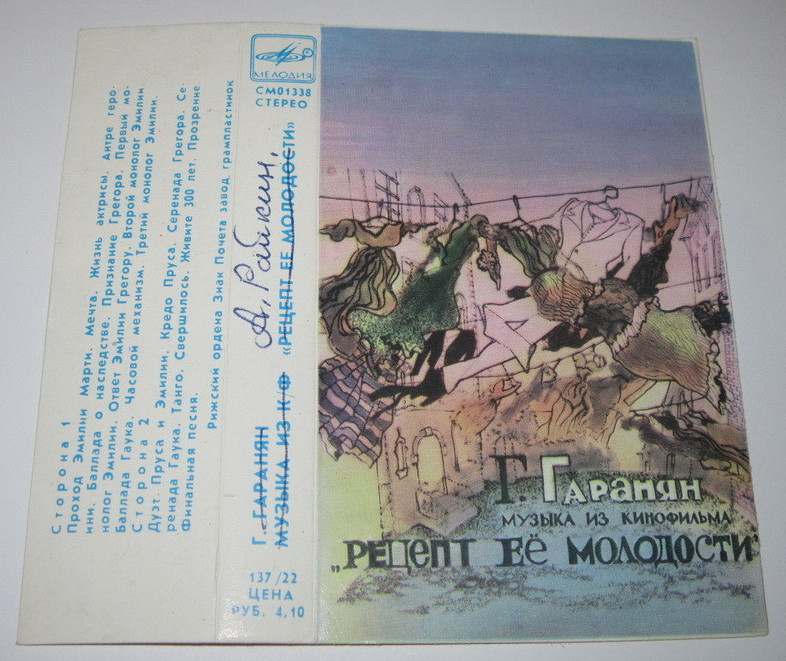 Сторона 1
Проход Эмилии Марти. Мечта. Жизнь актрисы. Антре геро-
ини. Баллада о наследстве. Признание Грегора. Первый мо-
нолог Эмилии. Ответ Эмилии Грегору. Второй монолог Эмилии
Баллада Гаука. Часовой механизм. Третий монолог Эмилии.
Сторона 2
Дуэт. Пруса и Эмилии. Кредо Пруса. Серенада Грегора. Се-
ренада Гаука. Танго. Свершилось. Живите 300 лет. Прозрение
Финальная песня.
Рижский ордена Знак Почета завод грампластинок
Г. ГАРАНЯН
МУЗЫКА ИЗ К/Ф «РЕЦЕПТ ЕЕ МОЛОДОСТИ»
А. Райкин.
МЕЛОДИЯ
СМ01338
СТЕРЕО
137/22
ЦЕНА
РУБ. 4,10
Г. Гаранян
МУЗЫКА ИЗ КИНОФИЛЬМА
„РЕЦЕПТ ЕЁ МОЛОДОСТИ"